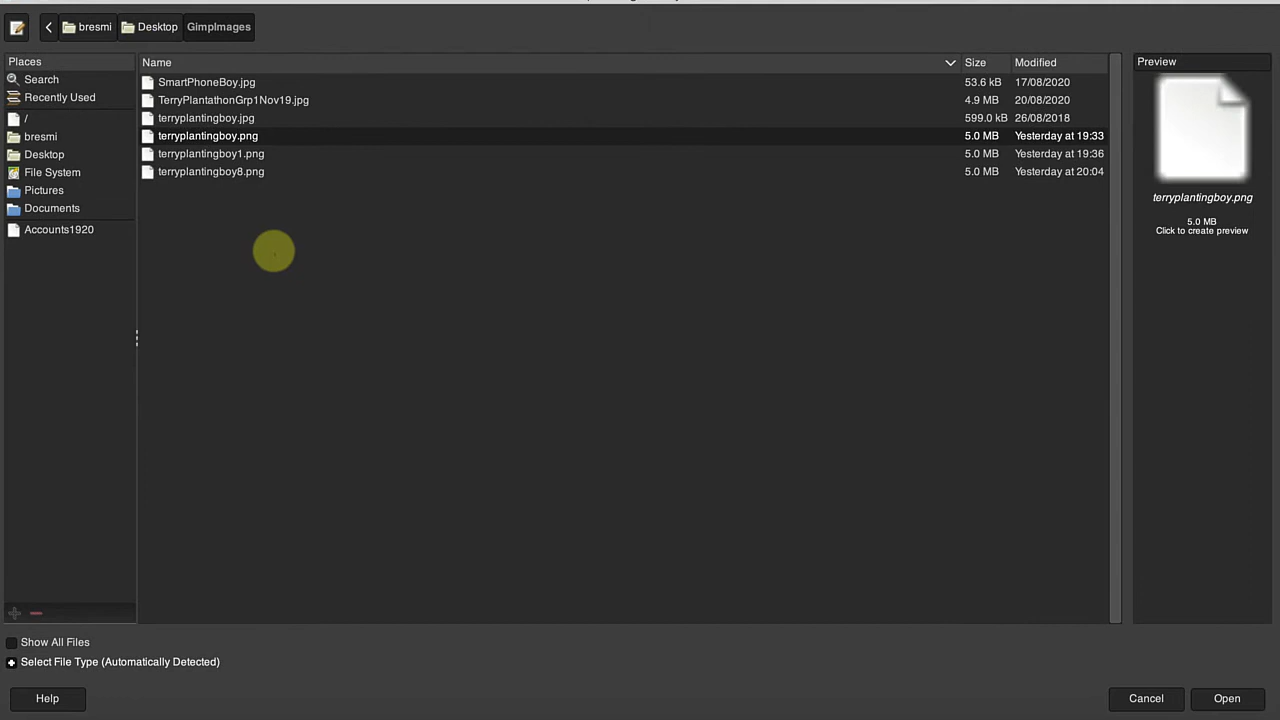 bresmi Desktop GimpImages
Places Name Size Modified Preview
Search SmartPhoneBoy.jpg 53.6 kB 17/08/2020
Recently Used TerryPlantathonGrp1Nov19.jpg 4.9 MB 20/08/2020
/ terryplantingboy.jpg 599.0 kB 26/08/2018
bresmi terryplantingboy.png 5.0 MB Yesterday at 19:33
Desktop terryplantingboy1.png 5.0 MB Yesterday at 19:36
File System terryplantingboy8.png 5.0 MB Yesterday at 20:04
Pictures
Documents
Accounts1920
terryplantingboy.png
5.0 MB
Click to create preview
Show All Files
Select File Type (Automatically Detected)
Help Cancel Open